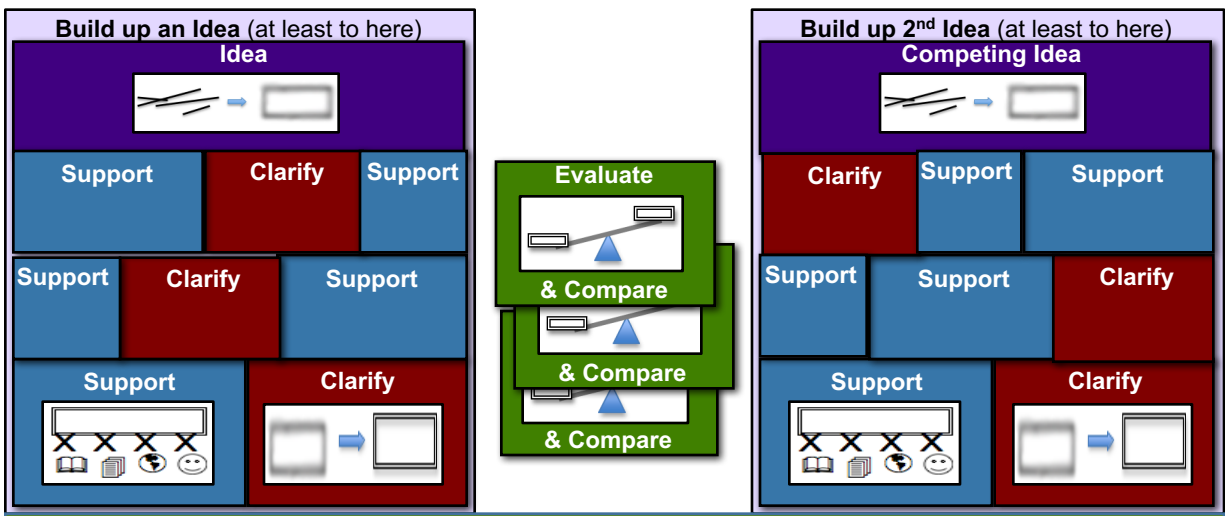 Build up an Idea (at least to here)
Idea
Support Clarify Support
Support Clarify Support
Support Clarify
Evaluate
& Compare
& Compare
& Compare
Build up 2nd Idea (at least to here)
Competing Idea
Clarify Support Support
Support Support Clarify
Support Clarify